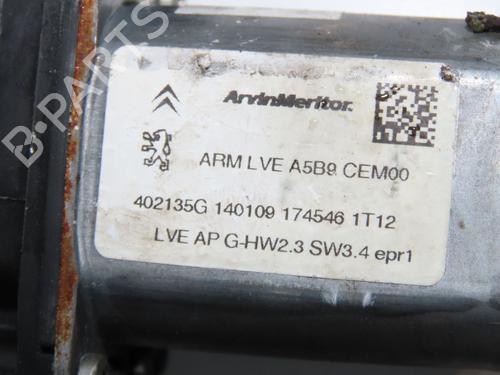 ArvinMeritor.
ARM LVE A5B9 CEM00
402135G 140109 174546 1T12
LVE AP G-HW2.3 SW3.4 epr1
B-PARTS